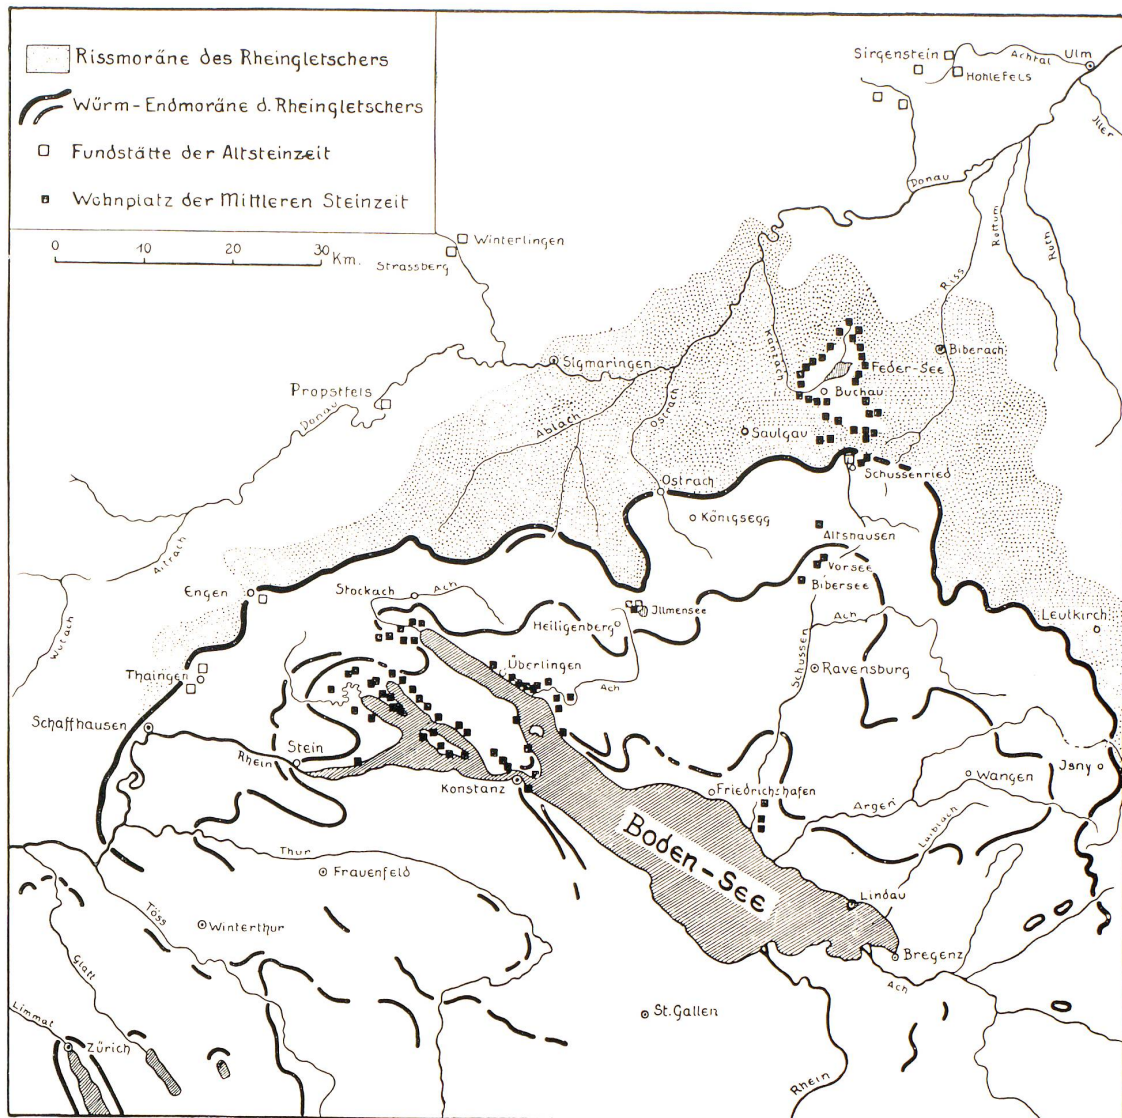 Rissmoräne des Rheingletschers
Würm-Endmoräne d. Rheingletschers
Fundstätte der Altsteinzeit
Wohnplatz der Mittleren Steinzeit
0 10 20 30 Km.
Sirgenstein
Achtal
Ulm
Hohlefels
Iller
Donau
Rottum
Roth
Winterlingen
Strassberg
Riss
Kanzach
Biberach
Sigmaringen
Feder-See
Buchau
Propstfels
Donau
Ablach
Ostrach
Saulgau
Schussenried
Ostrach
Königsegg
Altshausen
Aitrach
Vorsee
Bibersee
Engen
Stockach
Ach
Illmensee
Heiligenberg
Ach
Leutkirch
Wutach
Schussen
Thaingen
Überlingen
Ach
Ravensburg
Schaffhausen
Rhein
Stein
Konstanz
Friedrichshafen
Wangen
Isny
Argen
Laiblach
Boden-See
Thur
Frauenfeld
Lindau
Töss
Winterthur
Bregenz
Glatt
Ach
Limmat
St. Gallen
Zürich
Rhein